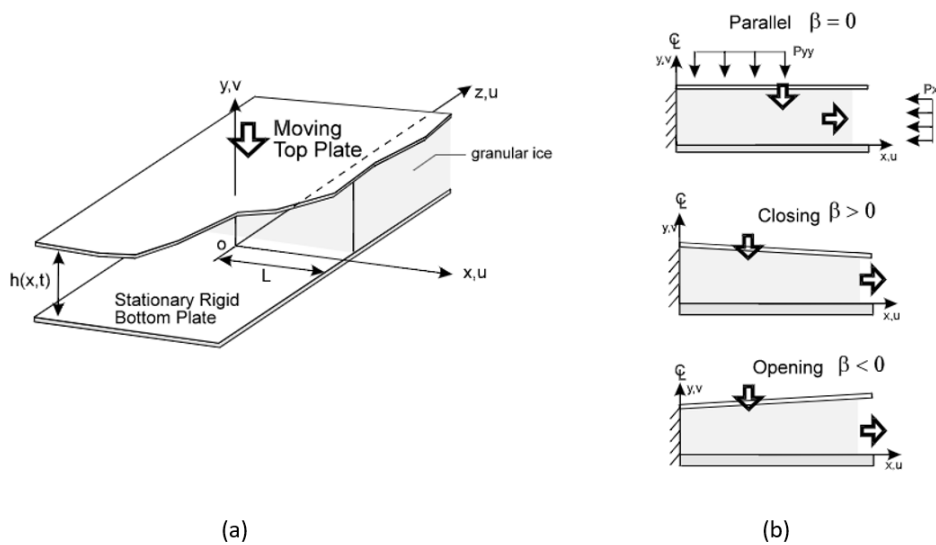 y,v
z,u
Moving
Top Plate
granular ice
o
L
x,u
h(x,t)
Stationary Rigid
Bottom Plate
(a)
Parallel β = 0
℄
y,v
Pyy
Px
x,u
Closing β > 0
℄
y,v
x,u
Opening β < 0
℄
y,v
x,u
(b)